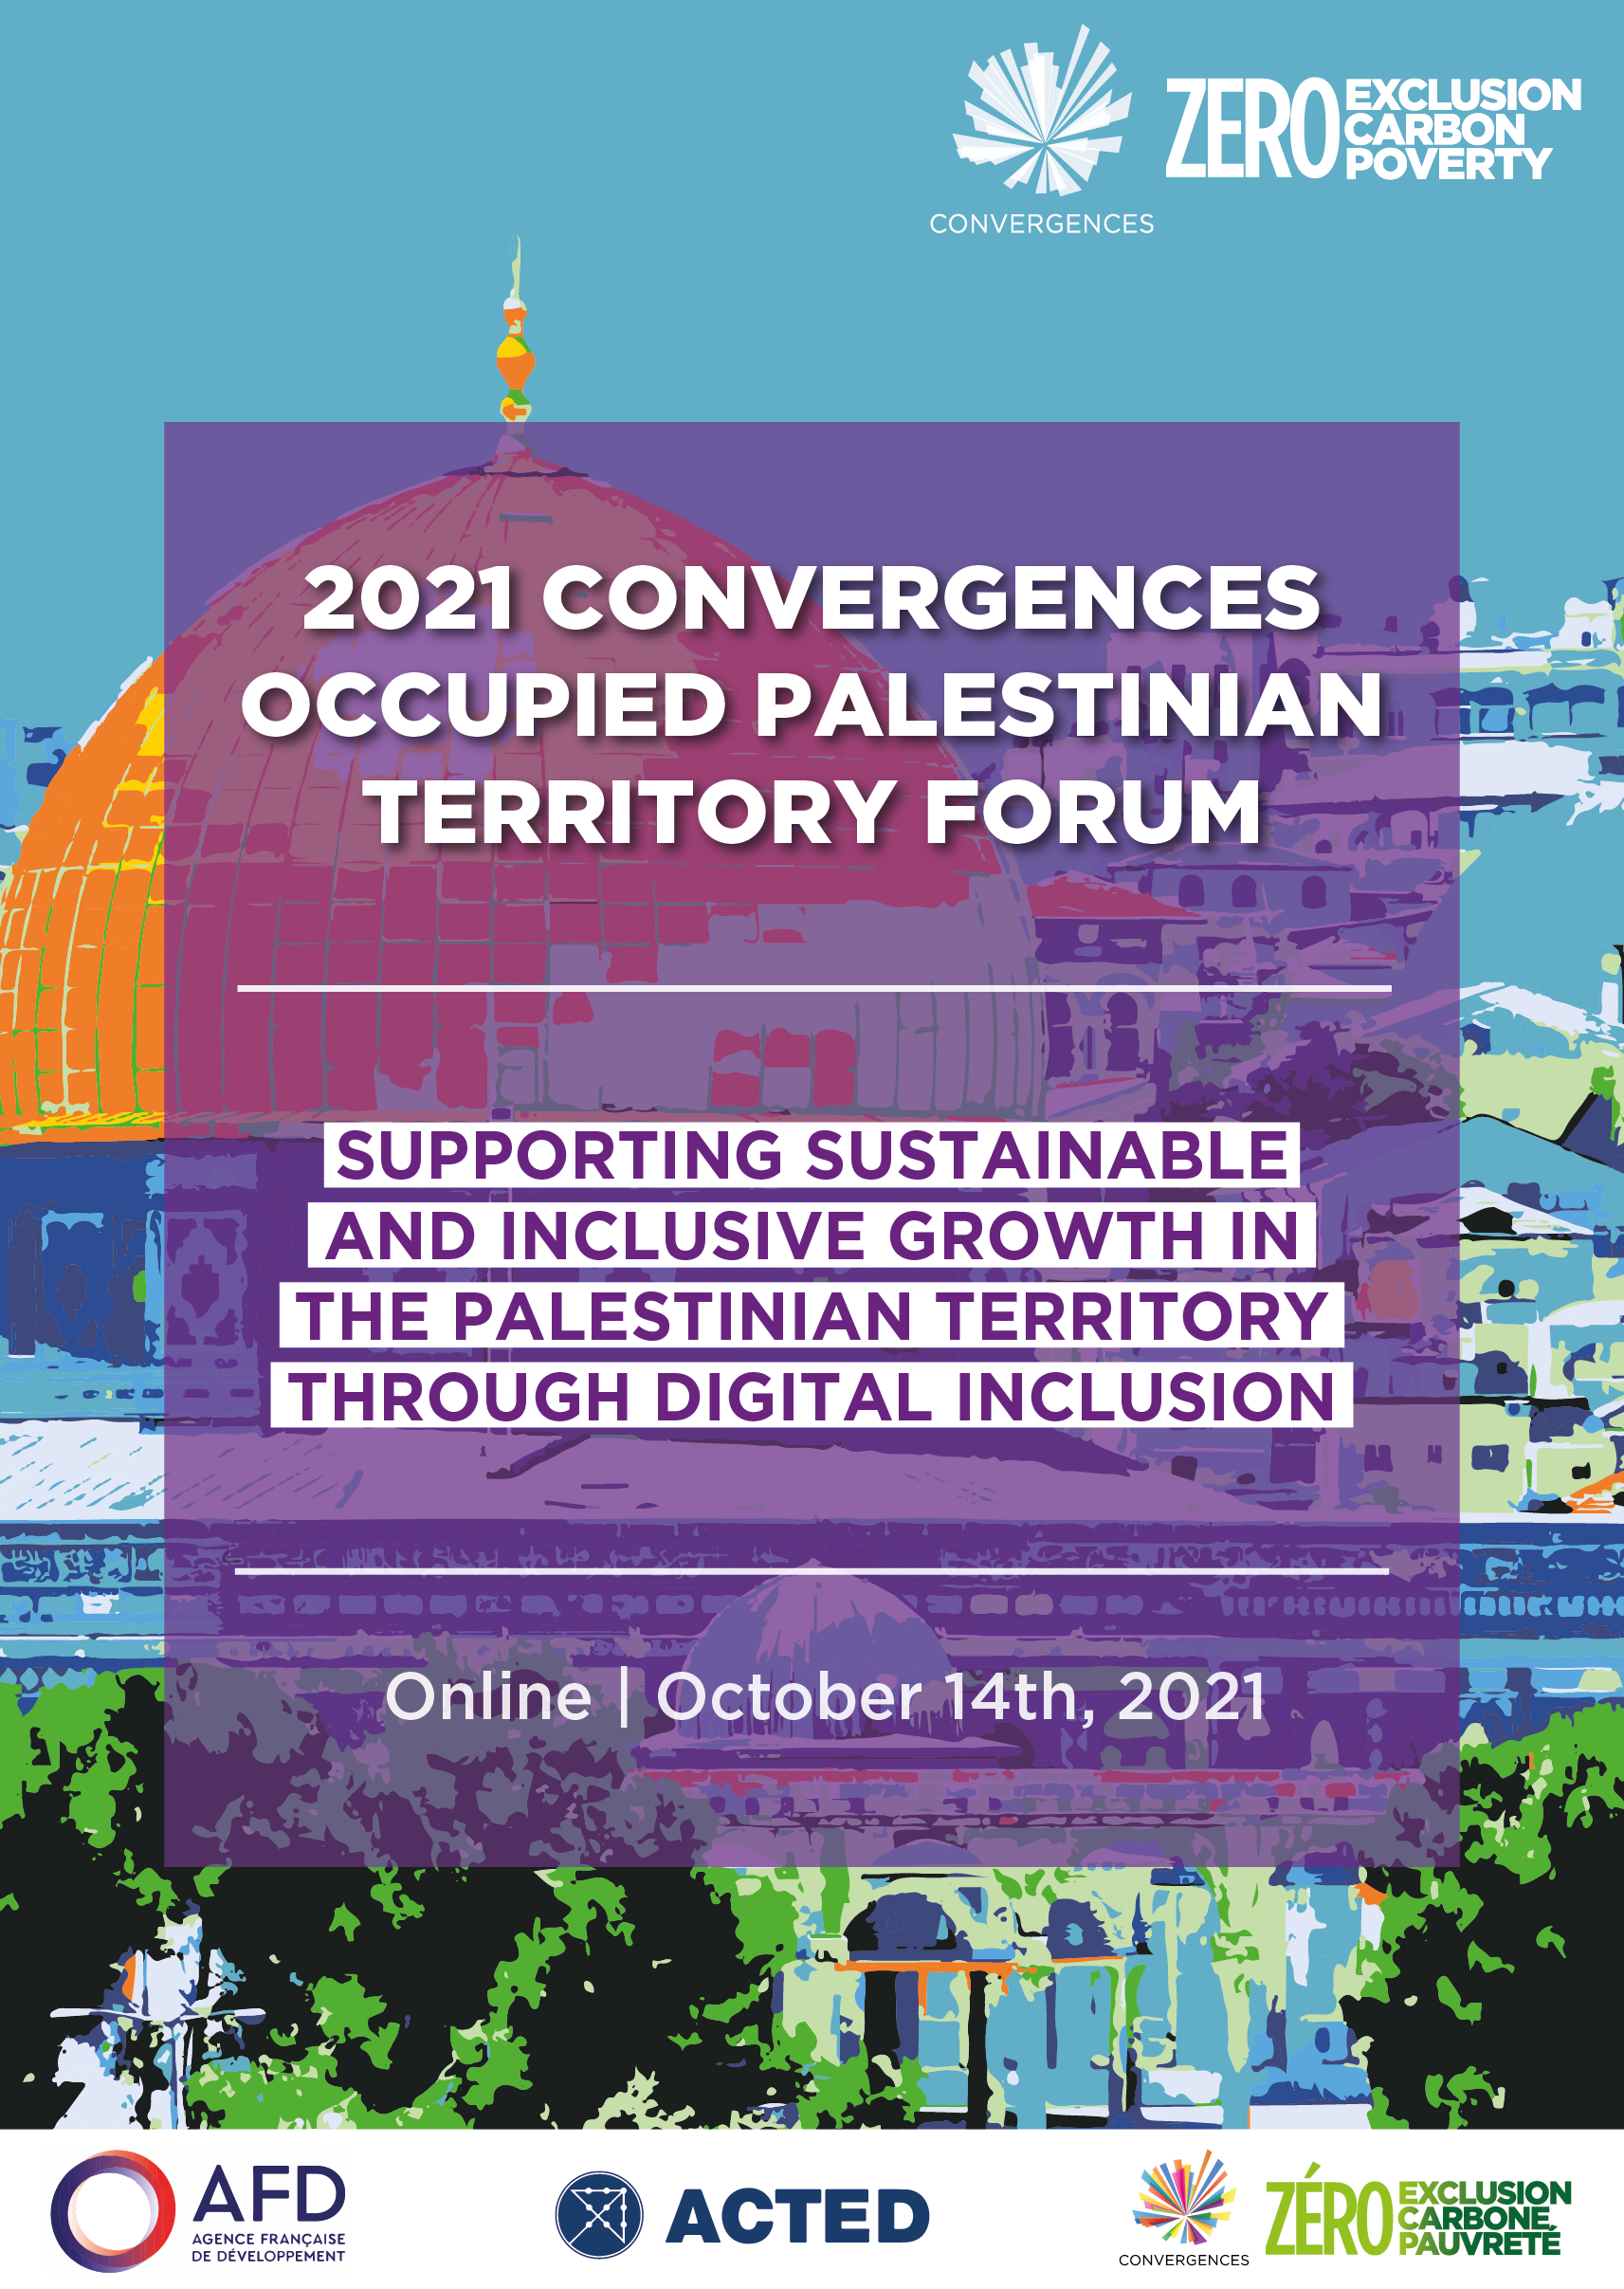 CONVERGENCES
ZERO EXCLUSION
CARBON
POVERTY
2021 CONVERGENCES
OCCUPIED PALESTINIAN
TERRITORY FORUM
SUPPORTING SUSTAINABLE
AND INCLUSIVE GROWTH IN
THE PALESTINIAN TERRITORY
THROUGH DIGITAL INCLUSION
Online | October 14th, 2021
AFD
AGENCE FRANÇAISE
DE DÉVELOPPEMENT
ACTED
CONVERGENCES
ZÉRO EXCLUSION
CARBONE
PAUVRETÉ